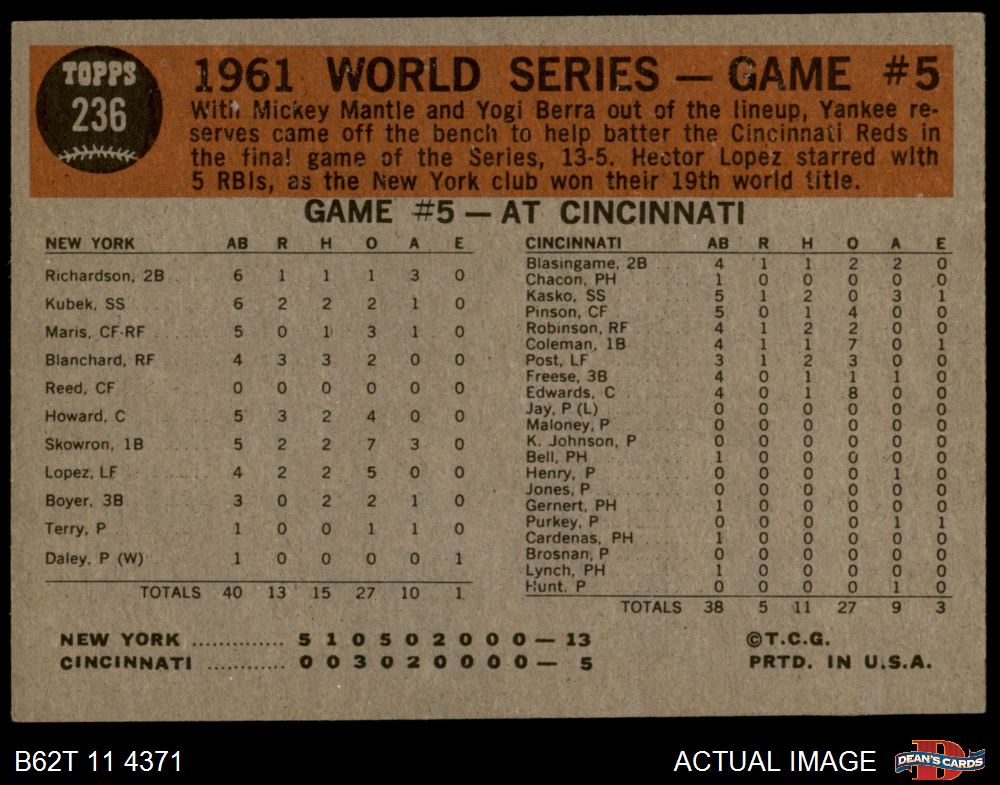 TOPPS
236
1961 WORLD SERIES — GAME #5
With Mickey Mantle and Yogi Berra out of the lineup, Yankee re-
serves came off the bench to help batter the Cincinnati Reds in
the final game of the Series, 13-5. Hector Lopez starred with
5 RBIs, as the New York club won their 19th world title.
GAME #5 — AT CINCINNATI
NEW YORK AB R H O A E
Richardson, 2B 6 1 1 1 3 0
Kubek, SS 6 2 2 2 1 0
Maris, CF-RF 5 0 1 3 1 0
Blanchard, RF 4 3 3 2 0 0
Reed, CF 0 0 0 0 0 0
Howard, C 5 3 2 4 0 0
Skowron, 1B 5 2 2 7 3 0
Lopez, LF 4 2 2 5 0 0
Boyer, 3B 3 0 2 2 1 0
Terry, P 1 0 0 1 1 0
Daley, P (W) 1 0 0 0 0 1
TOTALS 40 13 15 27 10 1
CINCINNATI AB R H O A E
Blasingame, 2B 4 1 1 2 2 0
Chacon, PH 1 0 0 0 0 0
Kasko, SS 5 1 2 0 3 1
Pinson, CF 5 0 1 4 0 0
Robinson, RF 4 1 2 2 0 0
Coleman, 1B 4 1 1 7 0 1
Post, LF 3 1 2 3 0 0
Freese, 3B 4 0 1 1 1 0
Edwards, C 4 0 1 8 0 0
Jay, P (L) 0 0 0 0 0 0
Maloney, P 0 0 0 0 0 0
K. Johnson, P 0 0 0 0 0 0
Bell, PH 1 0 0 0 0 0
Henry, P 0 0 0 0 1 0
Jones, P 0 0 0 0 0 0
Gernert, PH 1 0 0 0 0 0
Purkey, P 0 0 0 0 1 1
Cardenas, PH 1 0 0 0 0 0
Brosnan, P 0 0 0 0 0 0
Lynch, PH 1 0 0 0 0 0
Hunt. P 0 0 0 0 1 0
TOTALS 38 5 11 27 9 3
NEW YORK .............. 5 1 0 5 0 2 0 0 0 — 13
CINCINNATI ............ 0 0 3 0 2 0 0 0 0 — 5
©T.C.G.
PRTD. IN U.S.A.
B62T 11 4371
ACTUAL IMAGE
DEAN'S CARDS